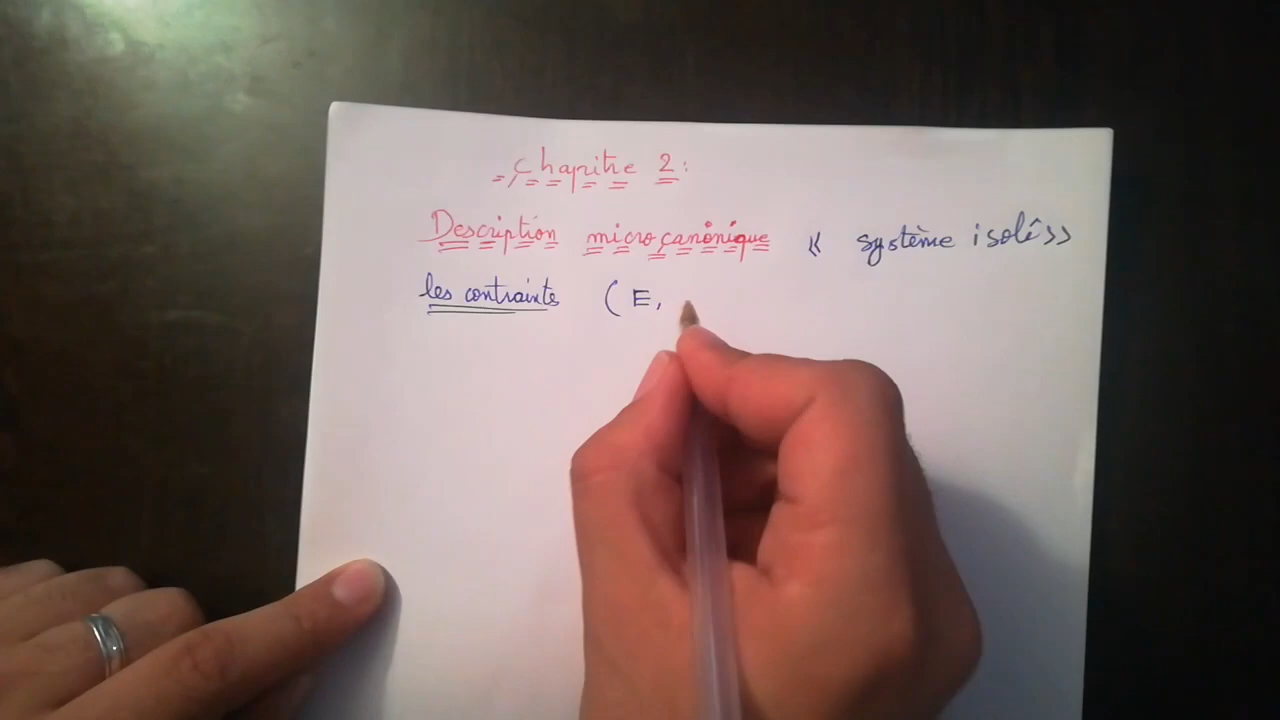 Chapitre 2:
Description microcanonique « système isolé»
les contrainte (E,